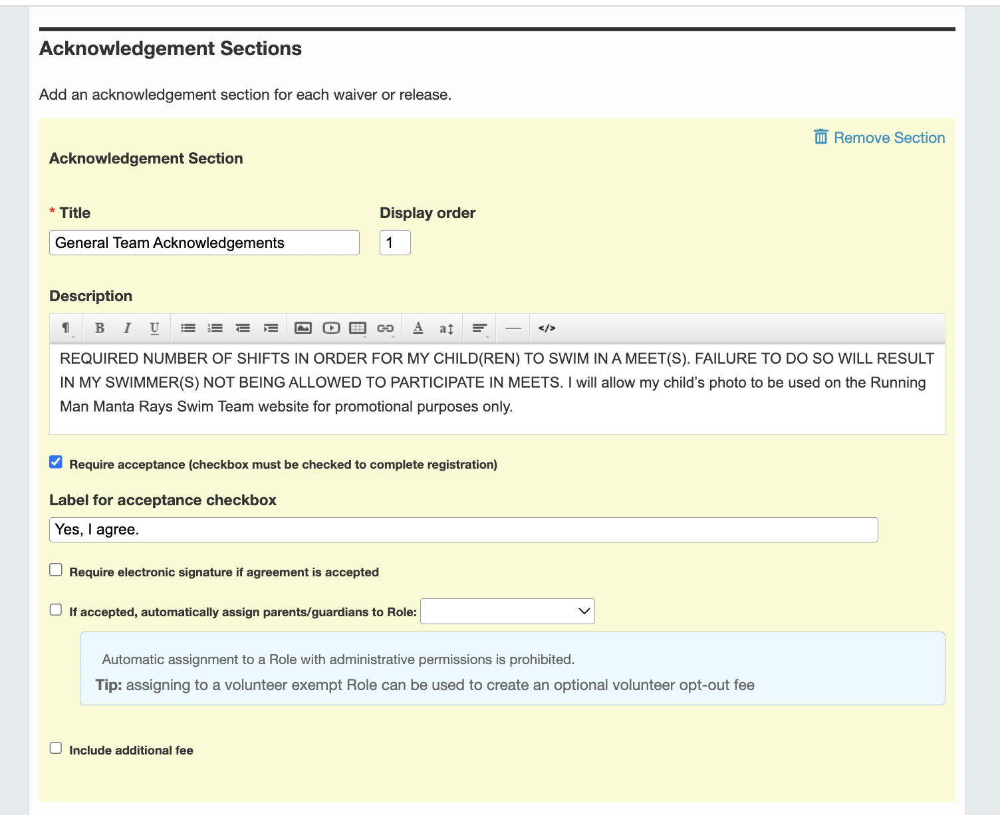 Acknowledgement Sections
Add an acknowledgement section for each waiver or release.
Remove Section
Acknowledgement Section
* Title
Display order
General Team Acknowledgements
1
Description
¶ B I U A a↕ </>
REQUIRED NUMBER OF SHIFTS IN ORDER FOR MY CHILD(REN) TO SWIM IN A MEET(S). FAILURE TO DO SO WILL RESULT
IN MY SWIMMER(S) NOT BEING ALLOWED TO PARTICIPATE IN MEETS. I will allow my child’s photo to be used on the Running
Man Manta Rays Swim Team website for promotional purposes only.
Require acceptance (checkbox must be checked to complete registration)
Label for acceptance checkbox
Yes, I agree.
Require electronic signature if agreement is accepted
If accepted, automatically assign parents/guardians to Role:
Automatic assignment to a Role with administrative permissions is prohibited.
Tip: assigning to a volunteer exempt Role can be used to create an optional volunteer opt-out fee
Include additional fee